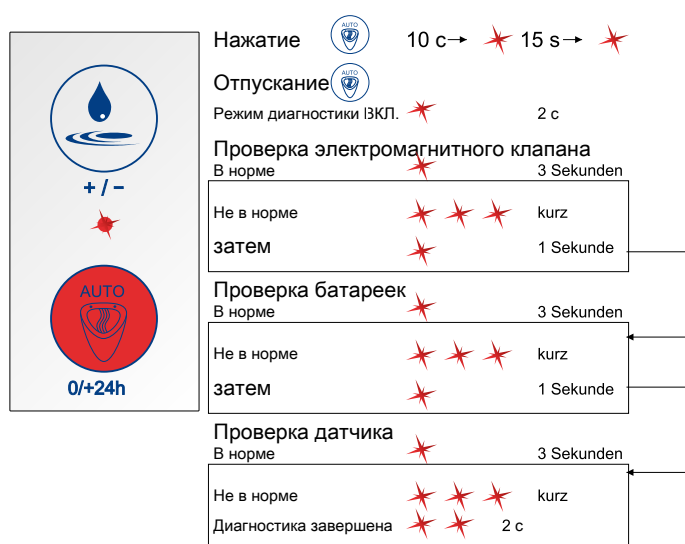 + / −
AUTO
0/+24h
Нажатие AUTO 10 с 15 s
Отпускание AUTO
Режим диагностики ВКЛ. 2 с
Проверка электромагнитного клапана
В норме 3 Sekunden
Не в норме kurz
затем 1 Sekunde
Проверка батареек
В норме 3 Sekunden
Не в норме kurz
затем 1 Sekunde
Проверка датчика
В норме 3 Sekunden
Не в норме kurz
Диагностика завершена 2 с